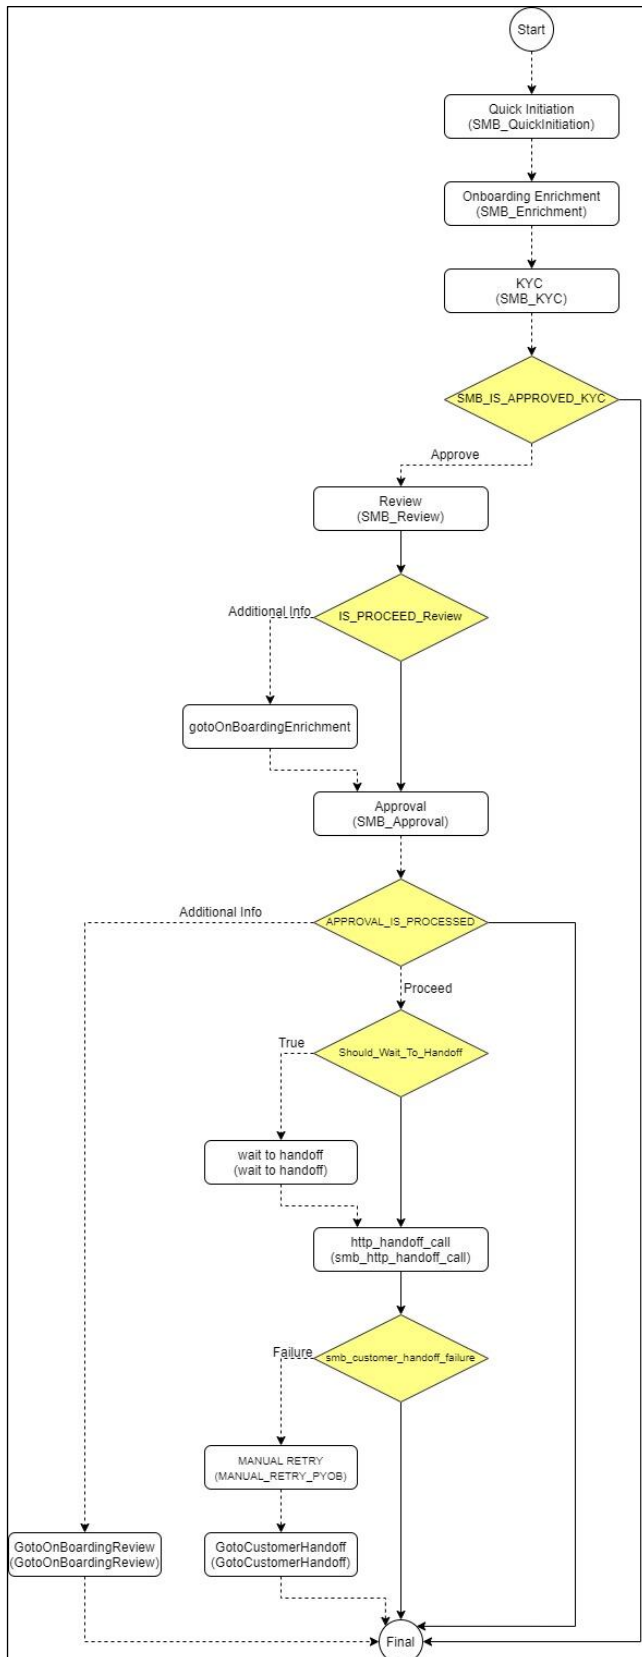 Start
Quick Initiation
(SMB_QuickInitiation)
Onboarding Enrichment
(SMB_Enrichment)
KYC
(SMB_KYC)
SMB_IS_APPROVED_KYC
Approve
Review
(SMB_Review)
Additional Info
IS_PROCEED_Review
gotoOnBoardingEnrichment
Approval
(SMB_Approval)
Additional Info
APPROVAL_IS_PROCESSED
Proceed
True
Should_Wait_To_Handoff
wait to handoff
(wait to handoff)
http_handoff_call
(smb_http_handoff_call)
Failure
smb_customer_handoff_failure
MANUAL RETRY
(MANUAL_RETRY_PYOB)
GotoOnBoardingReview
(GotoOnBoardingReview)
GotoCustomerHandoff
(GotoCustomerHandoff)
Final